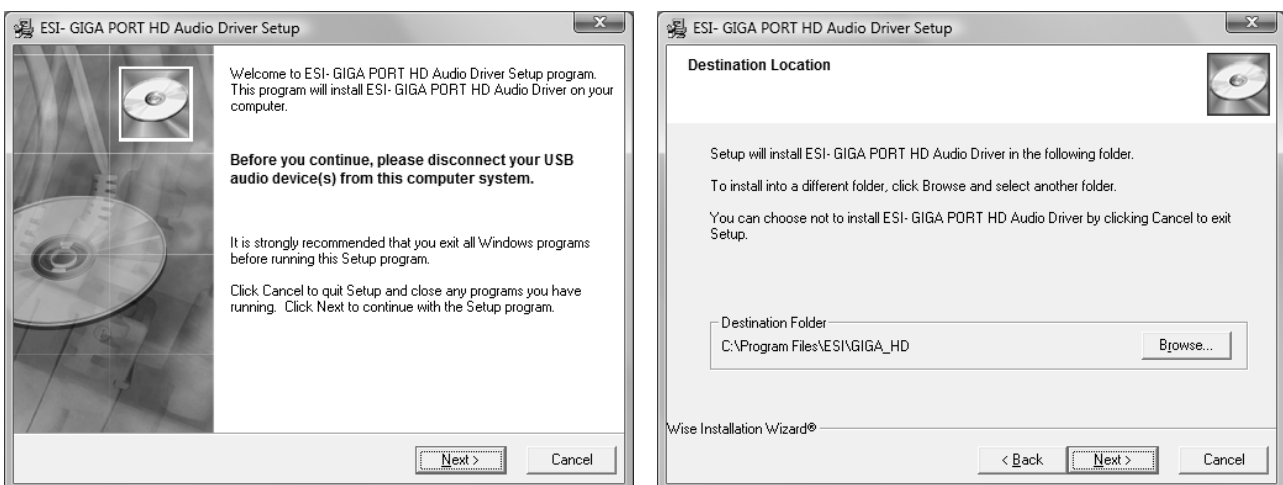 ESI- GIGA PORT HD Audio Driver Setup
Welcome to ESI- GIGA PORT HD Audio Driver Setup program.
This program will install ESI- GIGA PORT HD Audio Driver on your
computer.
Before you continue, please disconnect your USB
audio device(s) from this computer system.
It is strongly recommended that you exit all Windows programs
before running this Setup program.
Click Cancel to quit Setup and close any programs you have
running.  Click Next to continue with the Setup program.
Next >
Cancel
ESI- GIGA PORT HD Audio Driver Setup
Destination Location
Setup will install ESI- GIGA PORT HD Audio Driver in the following folder.
To install into a different folder, click Browse and select another folder.
You can choose not to install ESI- GIGA PORT HD Audio Driver by clicking Cancel to exit
Setup.
Destination Folder
C:\Program Files\ESI\GIGA_HD
Browse...
Wise Installation Wizard®
< Back
Next >
Cancel